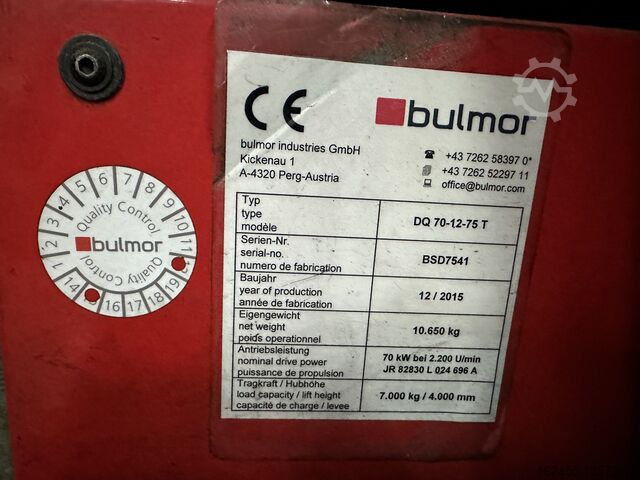 CE
bulmor
bulmor industries GmbH
Kickenau 1
A-4320 Perg-Austria
+43 7262 58397 0*
+43 7262 52297 11
office@bulmor.com
Typ
type
modèle
DQ 70-12-75 T
Serien-Nr.
serial-no.
numero de fabrication
BSD7541
Baujahr
year of production
année de fabrication
12 / 2015
Eigengewicht
net weight
poids operationnel
10.650 kg
Antriebsleistung
nominal drive power
puissance de propulsion
70 kW bei 2.200 U/min
JR 82830 L 024 696 A
Tragkraft / Hubhöhe
load capacity / lift height
capacité de charge / levee
7.000 kg / 4.000 mm
Quality Control
bulmor
Quality Control
1 2 3 4 5 6 7 8 9 10 11
14 16 17 18 19